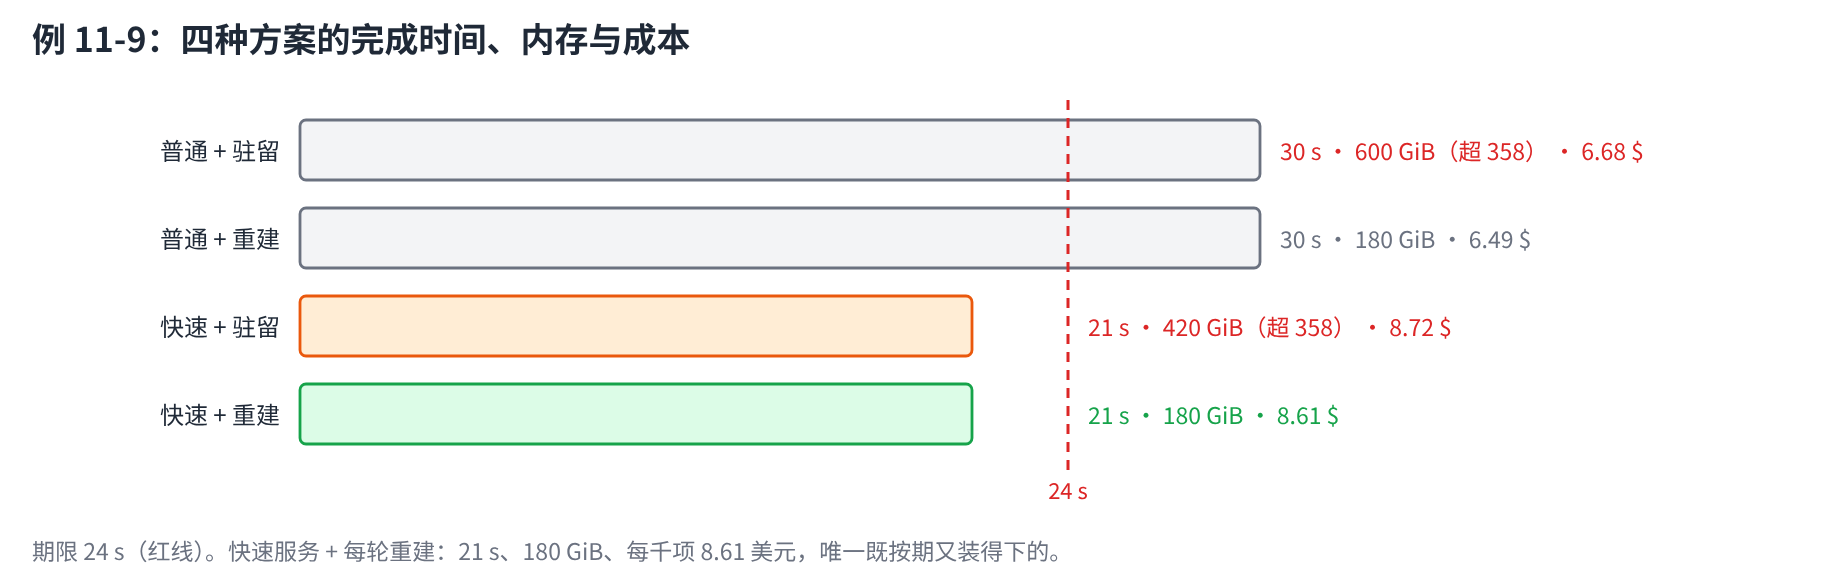 例 11-9：四种方案的完成时间、内存与成本
普通 + 驻留
30 s · 600 GiB（超 358） · 6.68 $
普通 + 重建
30 s · 180 GiB · 6.49 $
快速 + 驻留
21 s · 420 GiB（超 358） · 8.72 $
快速 + 重建
21 s · 180 GiB · 8.61 $
24 s
期限 24 s（红线）。快速服务 + 每轮重建：21 s、180 GiB、每千项 8.61 美元，唯一既按期又装得下的。